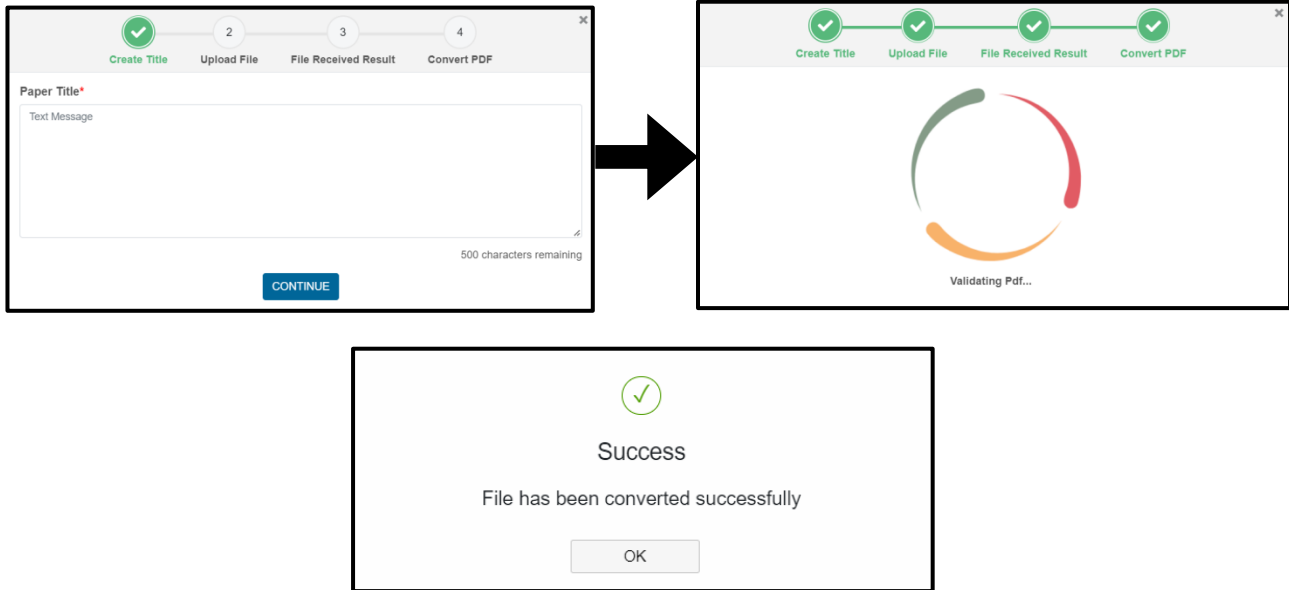 2 3 4
×
Create Title Upload File File Received Result Convert PDF
Paper Title*
Text Message
500 characters remaining
CONTINUE
×
Create Title Upload File File Received Result Convert PDF
Validating Pdf...
Success
File has been converted successfully
OK